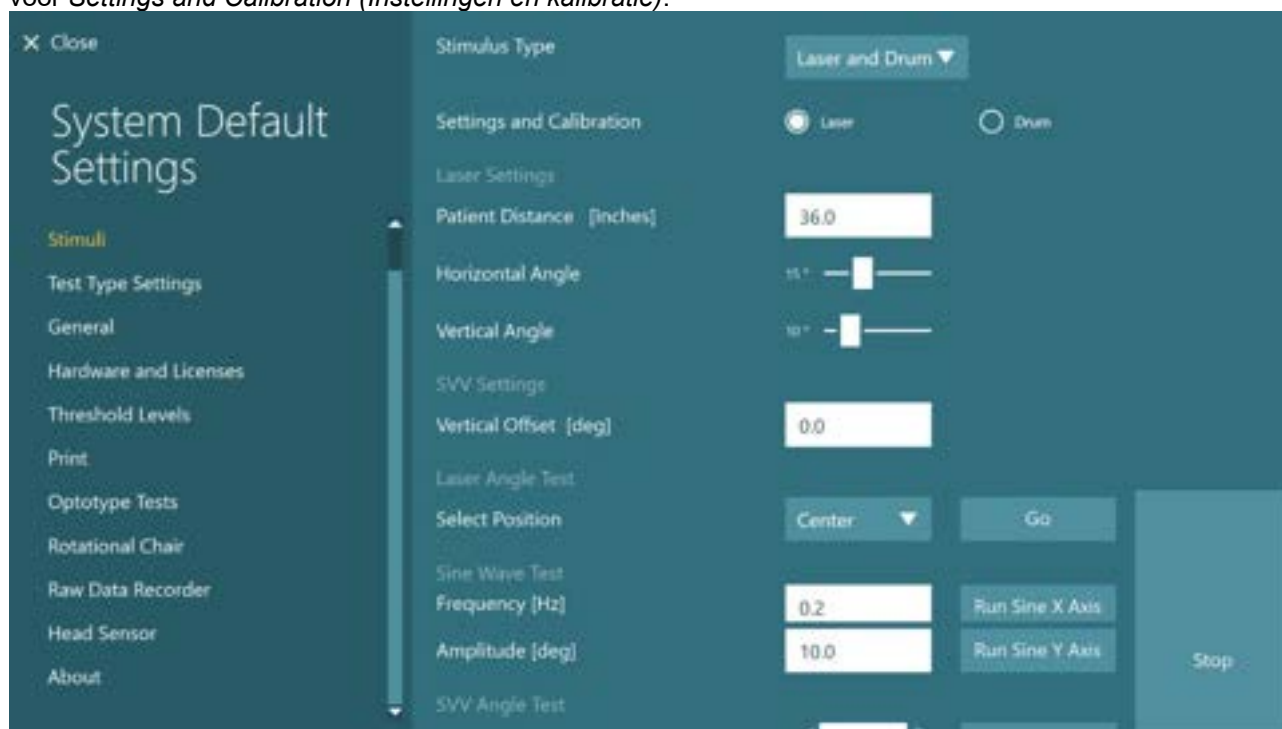 voor Settings and Calibration (Instellingen en kalibratie).
X Close
System Default
Settings
Stimuli
Test Type Settings
General
Hardware and Licenses
Threshold Levels
Print
Optotype Tests
Rotational Chair
Raw Data Recorder
Head Sensor
About
Stimulus Type
Laser and Drum
Settings and Calibration
Laser
Drum
Laser Settings
Patient Distance [inches]
36.0
Horizontal Angle
15 °
Vertical Angle
10 °
SVV Settings
Vertical Offset [deg]
0.0
Laser Angle Test
Select Position
Center
Go
Sine Wave Test
Frequency [Hz]
0.2
Run Sine X Axis
Amplitude [deg]
10.0
Run Sine Y Axis
Stop
SVV Angle Test